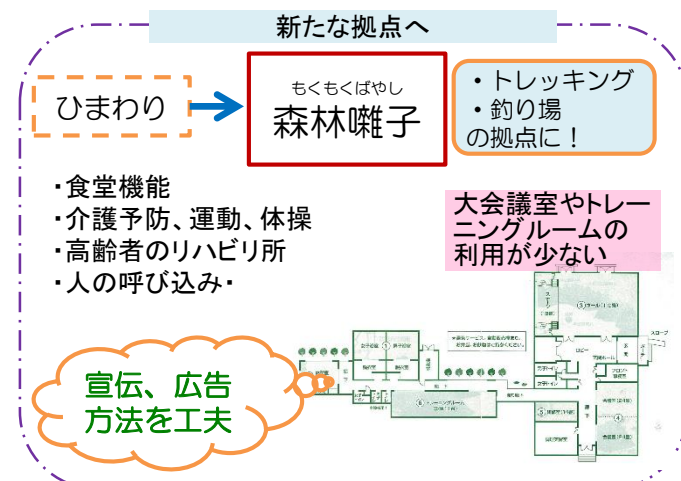 新たな拠点へ
ひまわり
もくもくばやし
森林囃子
・トレッキング
・釣り場
の拠点に！
・食堂機能
・介護予防、運動、体操
・高齢者のリハビリ所
・人の呼び込み・
大会議室やトレー
ニングルームの
利用が少ない
宣伝、広告
方法を工夫
スロープ
ロビー